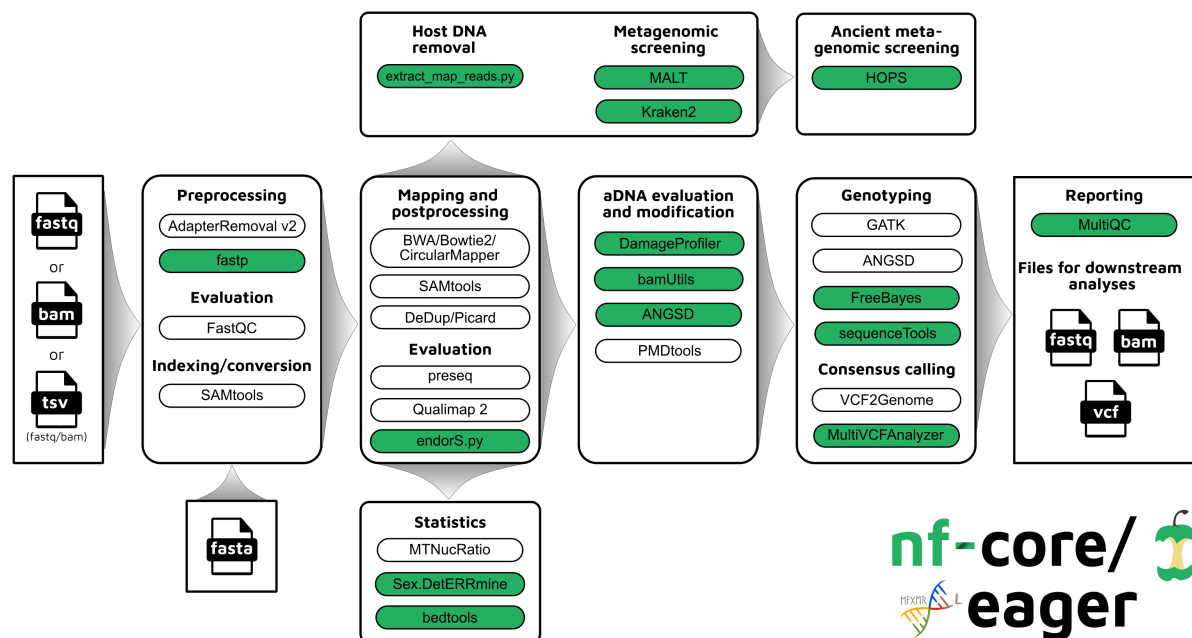 Host DNA
removal
extract_map_reads.py
Metagenomic
screening
MALT
Kraken2
Ancient meta-
genomic screening
HOPS
fastq
or
bam
or
tsv
(fastq/bam)
Preprocessing
AdapterRemoval v2
fastp
Evaluation
FastQC
Indexing/conversion
SAMtools
fasta
Mapping and
postprocessing
BWA/Bowtie2/
CircularMapper
SAMtools
DeDup/Picard
Evaluation
preseq
Qualimap 2
endorS.py
Statistics
MTNucRatio
Sex.DetERRmine
bedtools
aDNA evaluation
and modification
DamageProfiler
bamUtils
ANGSD
PMDtools
Genotyping
GATK
ANGSD
FreeBayes
sequenceTools
Consensus calling
VCF2Genome
MultiVCFAnalyzer
Reporting
MultiQC
Files for downstream
analyses
fastq
bam
vcf
nf-core/
eager